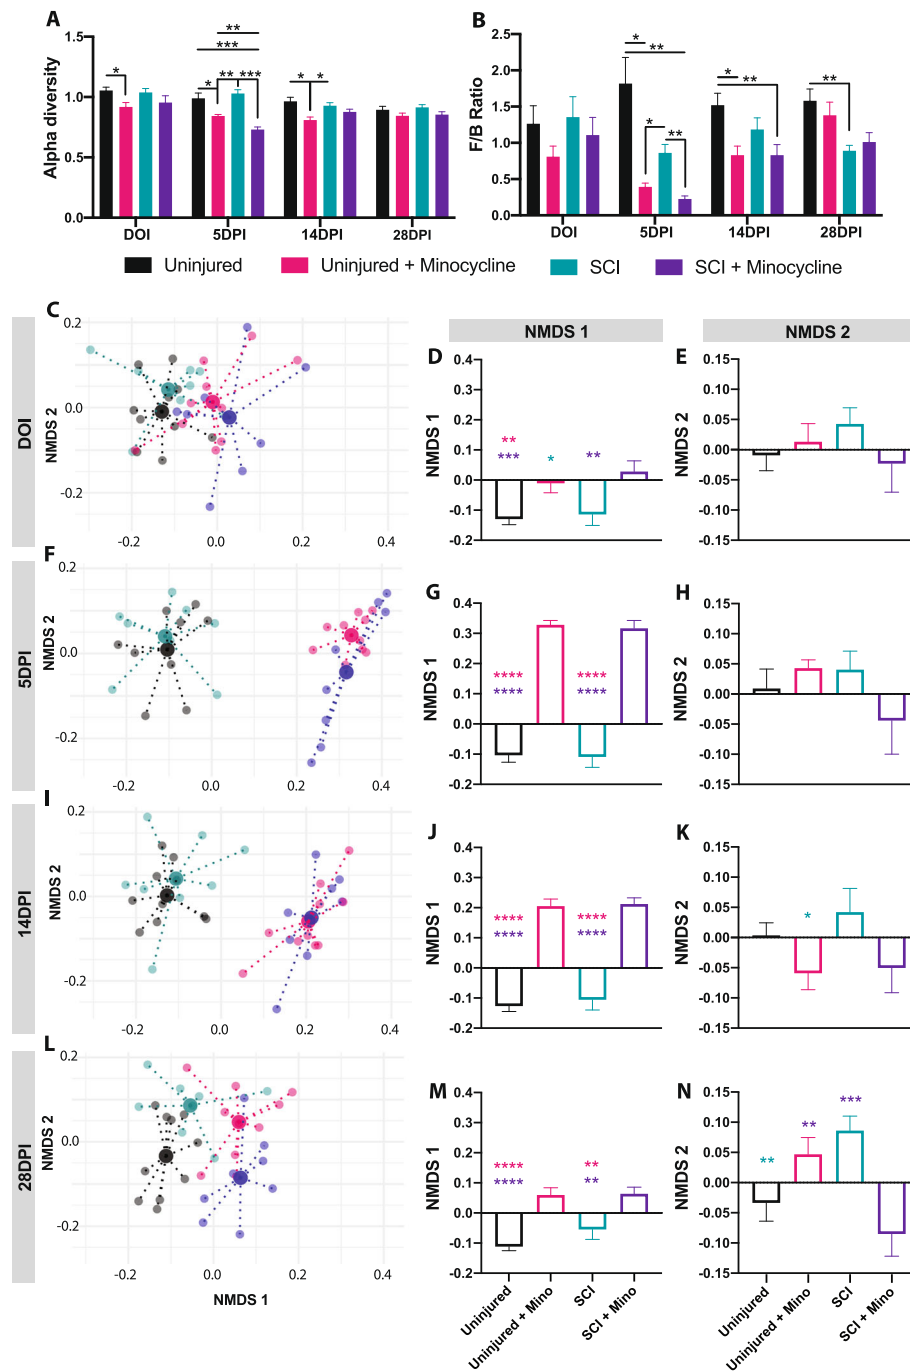 A
B
** 
***
* * ** *** * *
1.5
1.0
0.5
0.0
Alpha diversity
DOI 5DPI 14DPI 28DPI
* ** * ** * ** **
2.5
2.0
1.5
1.0
0.5
0.0
F/B Ratio
DOI 5DPI 14DPI 28DPI
Uninjured Uninjured + Minocycline SCI SCI + Minocycline
NMDS 1 NMDS 2
DOI
C
0.2
0.0
-0.2
NMDS 2
-0.2 0.0 0.2 0.4
D
0.4
0.3
0.2
0.1
0.0
-0.1
-0.2
NMDS 1
**
*** * **
E
0.15
0.10
0.05
0.00
-0.05
-0.10
-0.15
NMDS 2
5DPI
F
0.2
0.0
-0.2
NMDS 2
-0.2 0.0 0.2 0.4
G
0.4
0.3
0.2
0.1
0.0
-0.1
-0.2
NMDS 1
**** ****
**** ****
H
0.15
0.10
0.05
0.00
-0.05
-0.10
-0.15
NMDS 2
14DPI
I
0.2
0.0
-0.2
NMDS 2
-0.2 0.0 0.2 0.4
J
0.4
0.3
0.2
0.1
0.0
-0.1
-0.2
NMDS 1
**** ****
**** ****
K
0.15
0.10
0.05
0.00
-0.05
-0.10
-0.15
NMDS 2
*
28DPI
L
0.2
0.0
-0.2
NMDS 2
-0.2 0.0 0.2 0.4
NMDS 1
M
0.4
0.3
0.2
0.1
0.0
-0.1
-0.2
NMDS 1
**** **
**** **
Uninjured
Uninjured + Mino
SCI
SCI + Mino
N
0.15
0.10
0.05
0.00
-0.05
-0.10
-0.15
NMDS 2
** ** ***
Uninjured
Uninjured + Mino
SCI
SCI + Mino